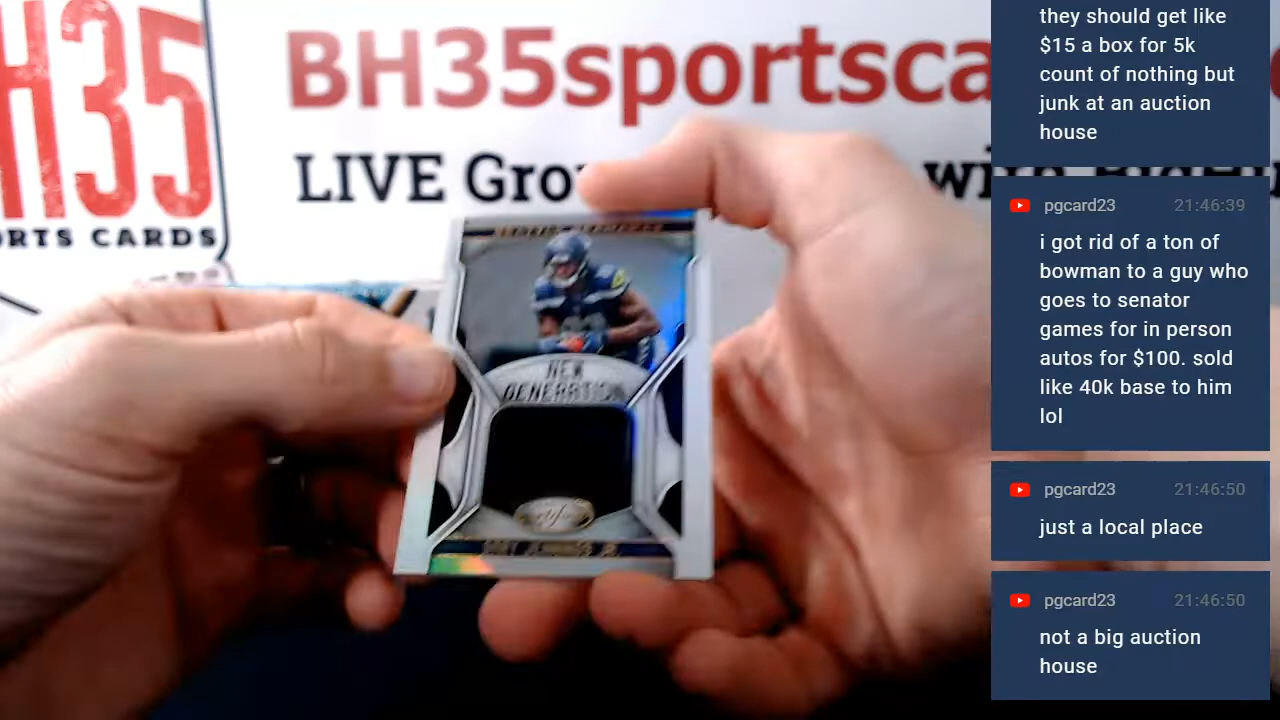 H35
RTS CARDS
BH35sportsca
LIVE Gro
NEW
GENERATION
they should get like
$15 a box for 5k
count of nothing but
junk at an auction
house
pgcard23 21:46:39
i got rid of a ton of
bowman to a guy who
goes to senator
games for in person
autos for $100. sold
like 40k base to him
lol
pgcard23 21:46:50
just a local place
pgcard23 21:46:50
not a big auction
house